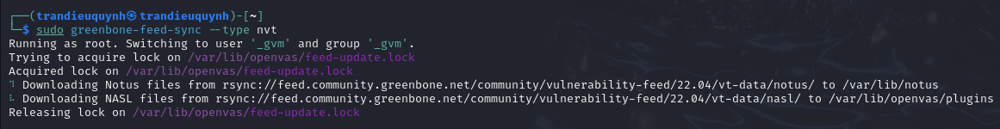 ┌──(trandieuquynh㉿trandieuquynh)-[~]
└─$ sudo greenbone-feed-sync --type nvt
Running as root. Switching to user '_gvm' and group '_gvm'.
Trying to acquire lock on /var/lib/openvas/feed-update.lock
Acquired lock on /var/lib/openvas/feed-update.lock
⠹ Downloading Notus files from rsync://feed.community.greenbone.net/community/vulnerability-feed/22.04/vt-data/notus/ to /var/lib/notus
⠧ Downloading NASL files from rsync://feed.community.greenbone.net/community/vulnerability-feed/22.04/vt-data/nasl/ to /var/lib/openvas/plugins
Releasing lock on /var/lib/openvas/feed-update.lock